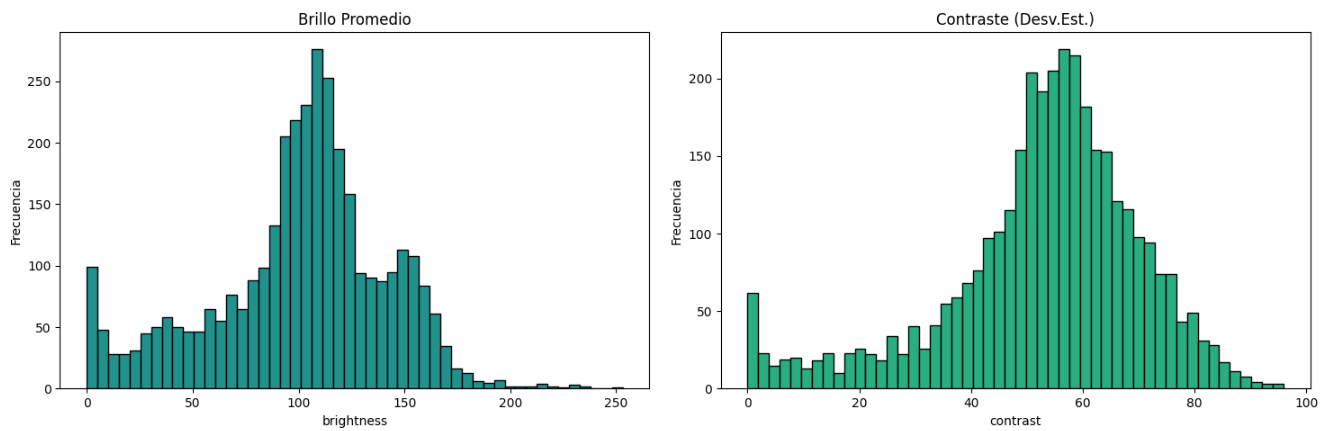 Brillo Promedio
Frecuencia
250
200
150
100
50
0
0 50 100 150 200 250
brightness
Contraste (Desv.Est.)
Frecuencia
200
150
100
50
0
0 20 40 60 80 100
contrast